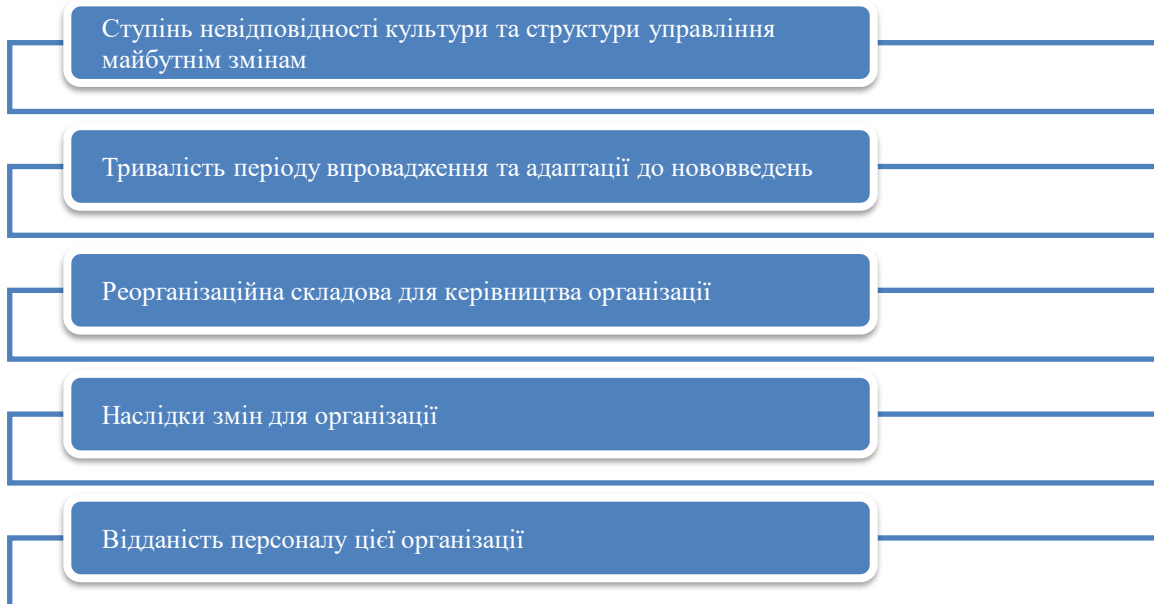 Ступінь невідповідності культури та структури управління
майбутнім змінам
Тривалість періоду впровадження та адаптації до нововведень
Реорганізаційна складова для керівництва організації
Наслідки змін для організації
Відданість персоналу цієї організації